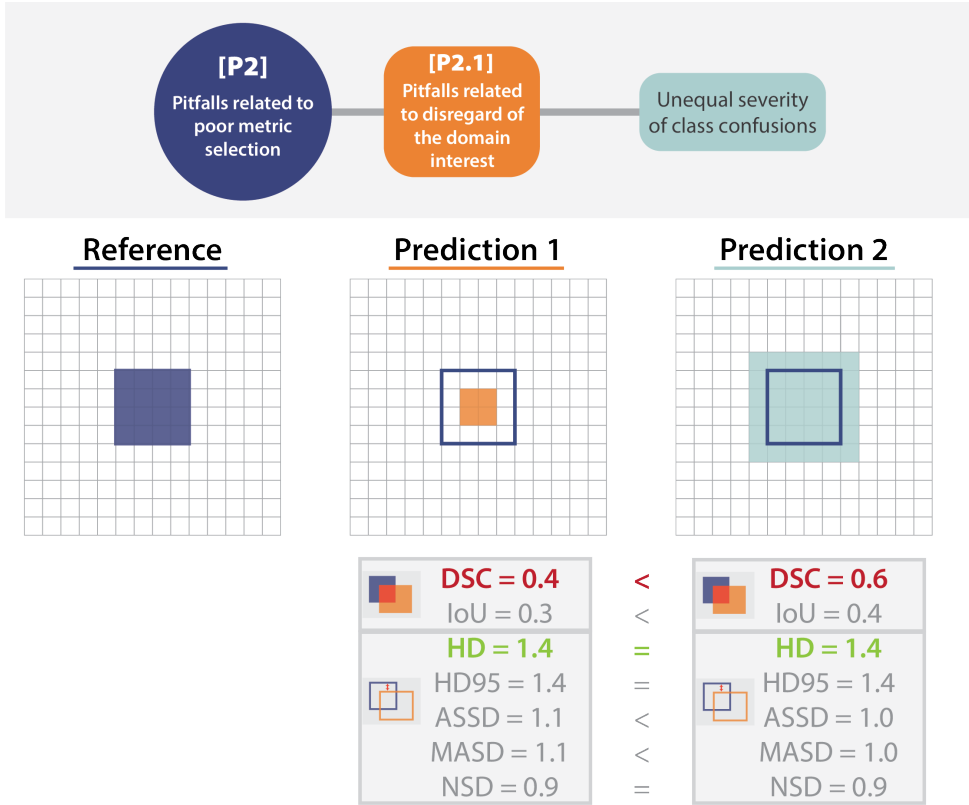 [P2]
Pitfalls related to
poor metric
selection
[P2.1]
Pitfalls related
to disregard of
the domain
interest
Unequal severity
of class confusions
Reference
Prediction 1
Prediction 2
DSC = 0.4 < DSC = 0.6
IoU = 0.3 < IoU = 0.4
HD = 1.4 = HD = 1.4
HD95 = 1.4 = HD95 = 1.4
ASSD = 1.1 < ASSD = 1.0
MASD = 1.1 < MASD = 1.0
NSD = 0.9 = NSD = 0.9